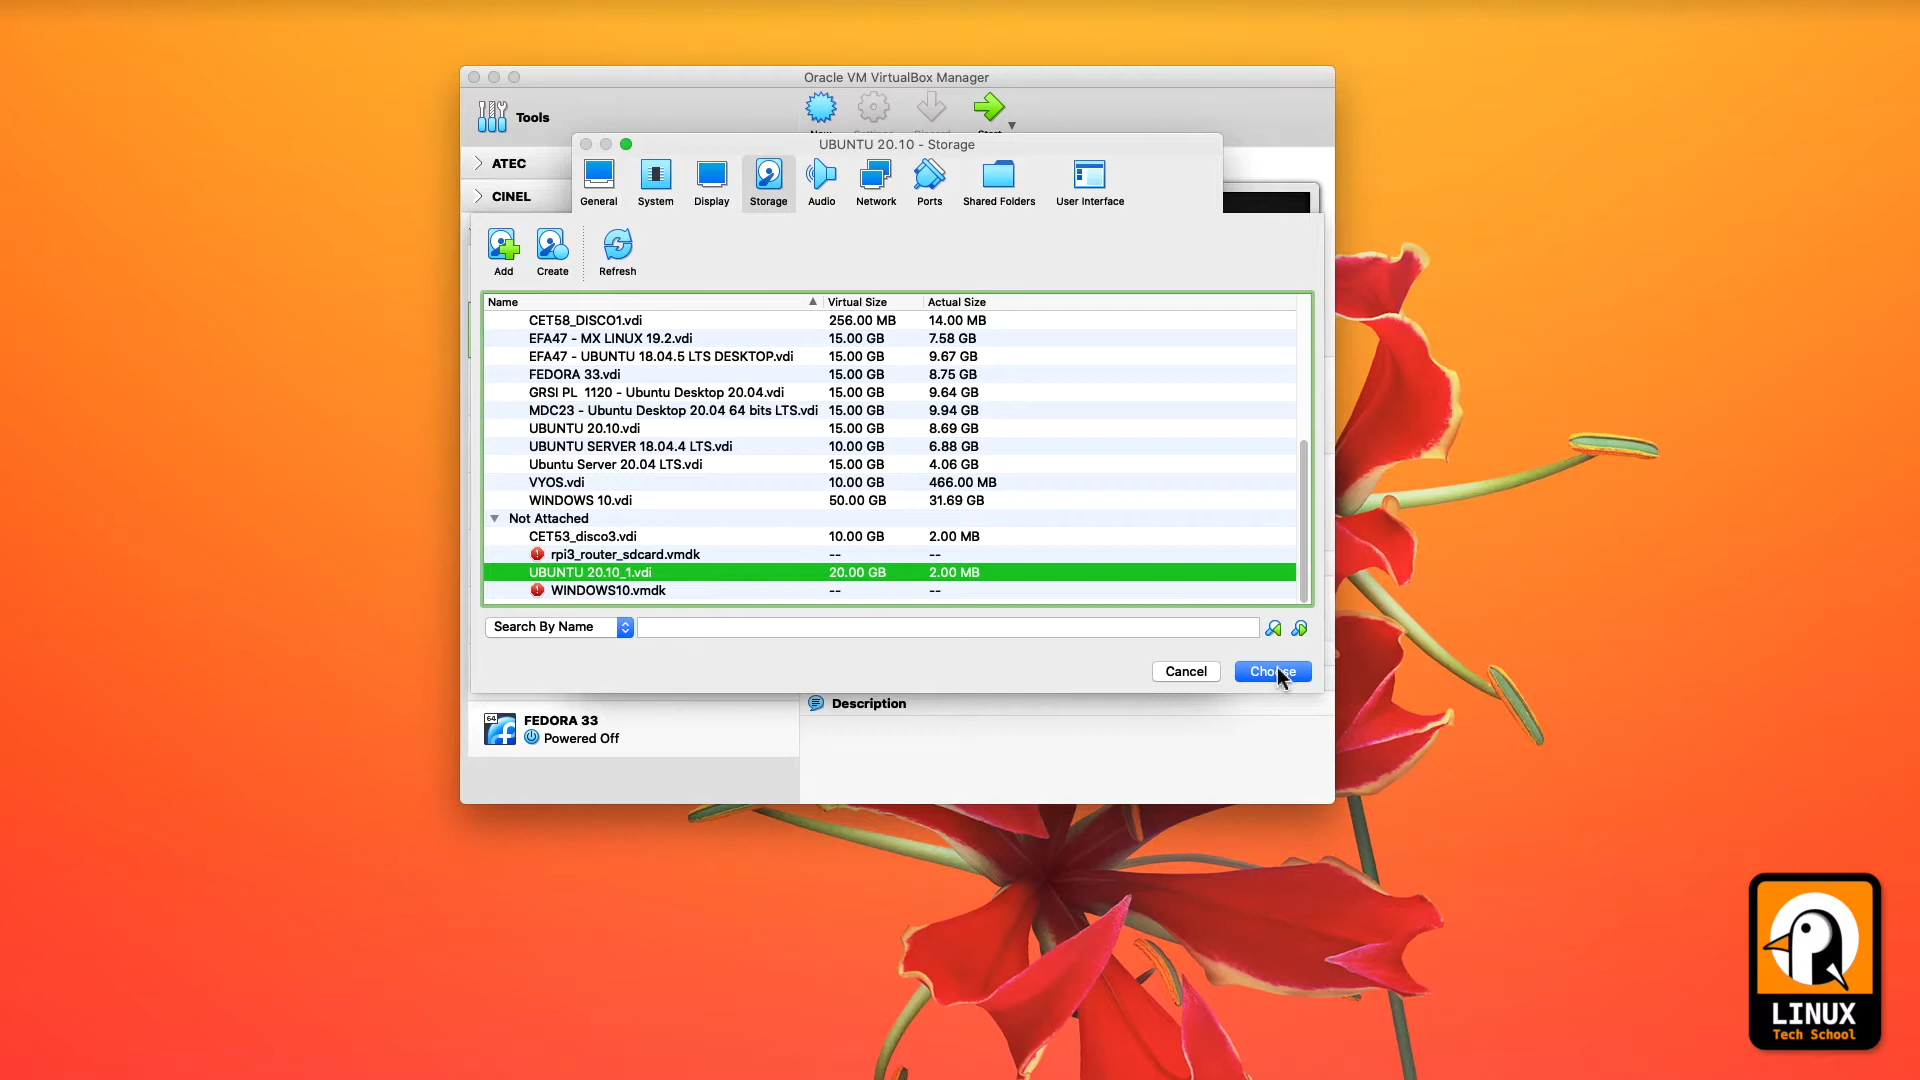 Oracle VM VirtualBox Manager
Tools
UBUNTU 20.10 - Storage
ATEC
CINEL
General System Display Storage Audio Network Ports Shared Folders User Interface
Add Create Refresh
Name Virtual Size Actual Size
CET58_DISCO1.vdi 256.00 MB 14.00 MB
EFA47 - MX LINUX 19.2.vdi 15.00 GB 7.58 GB
EFA47 - UBUNTU 18.04.5 LTS DESKTOP.vdi 15.00 GB 9.67 GB
FEDORA 33.vdi 15.00 GB 8.75 GB
GRSI PL 1120 - Ubuntu Desktop 20.04.vdi 15.00 GB 9.64 GB
MDC23 - Ubuntu Desktop 20.04 64 bits LTS.vdi 15.00 GB 9.94 GB
UBUNTU 20.10.vdi 15.00 GB 8.69 GB
UBUNTU SERVER 18.04.4 LTS.vdi 10.00 GB 6.88 GB
Ubuntu Server 20.04 LTS.vdi 15.00 GB 4.06 GB
VYOS.vdi 10.00 GB 466.00 MB
WINDOWS 10.vdi 50.00 GB 31.69 GB
Not Attached
CET53_disco3.vdi 10.00 GB 2.00 MB
rpi3_router_sdcard.vmdk -- --
UBUNTU 20.10_1.vdi 20.00 GB 2.00 MB
WINDOWS10.vmdk -- --
Search By Name
Cancel Choose
Description
64
FEDORA 33
Powered Off
LINUX
Tech School